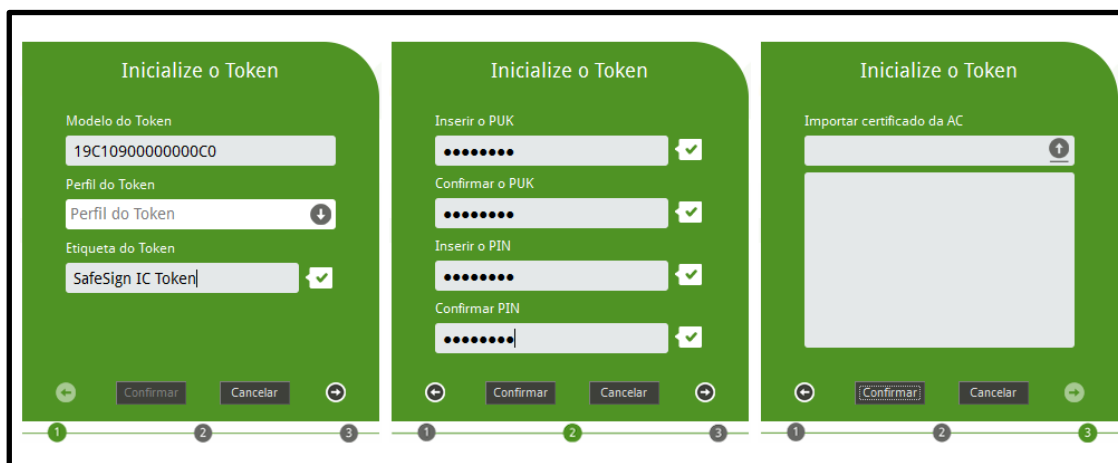 Inicialize o Token
Modelo do Token
19C10900000000C0
Perfil do Token
Perfil do Token
Etiqueta do Token
SafeSign IC Token
Confirmar
Cancelar
1
2
3
Inicialize o Token
Inserir o PUK
••••••••
Confirmar o PUK
••••••••
Inserir o PIN
••••••••
Confirmar PIN
••••••••
Confirmar
Cancelar
1
2
3
Inicialize o Token
Importar certificado da AC
Confirmar
Cancelar
1
2
3